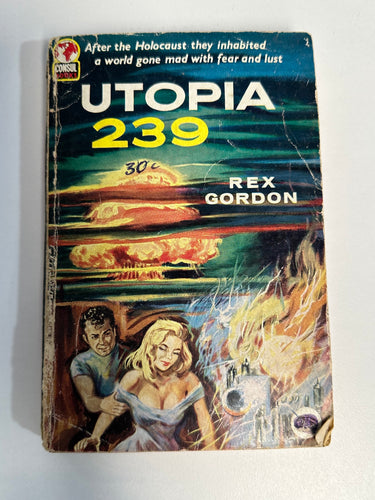 After the Holocaust they inhabited
a world gone mad with fear and lust
CONSUL
UTOPIA
239
30c
REX
GORDON